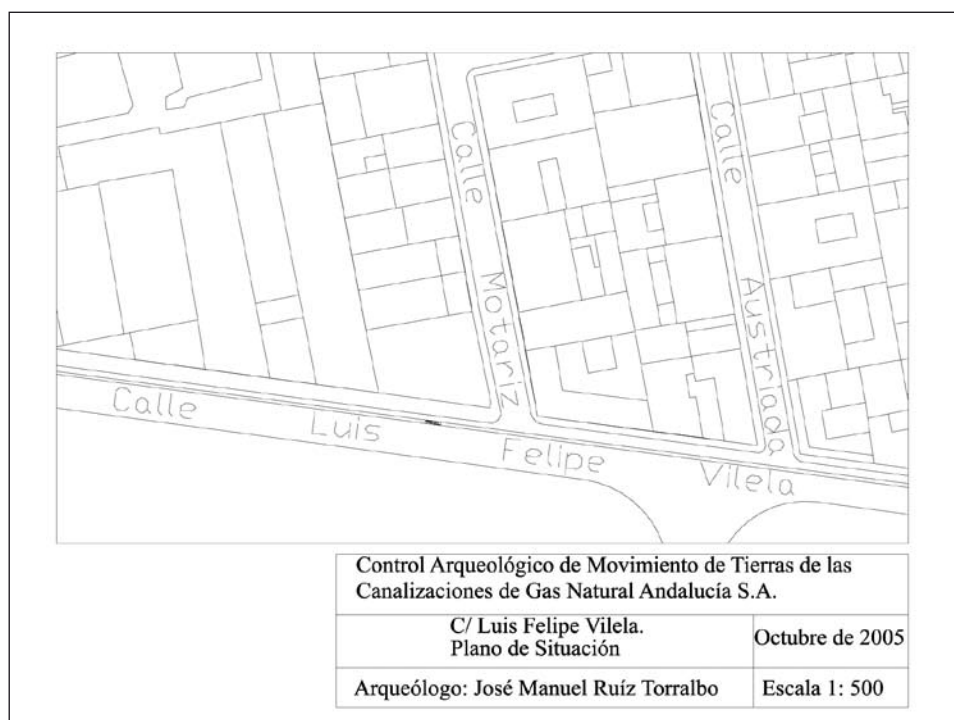 Calle Motariz
Calle Austriada
Calle Luis Felipe Vilela
Control Arqueológico de Movimiento de Tierras de las
Canalizaciones de Gas Natural Andalucía S.A.
C/ Luis Felipe Vilela.
Plano de Situación
Octubre de 2005
Arqueólogo: José Manuel Ruíz Torralbo
Escala 1: 500